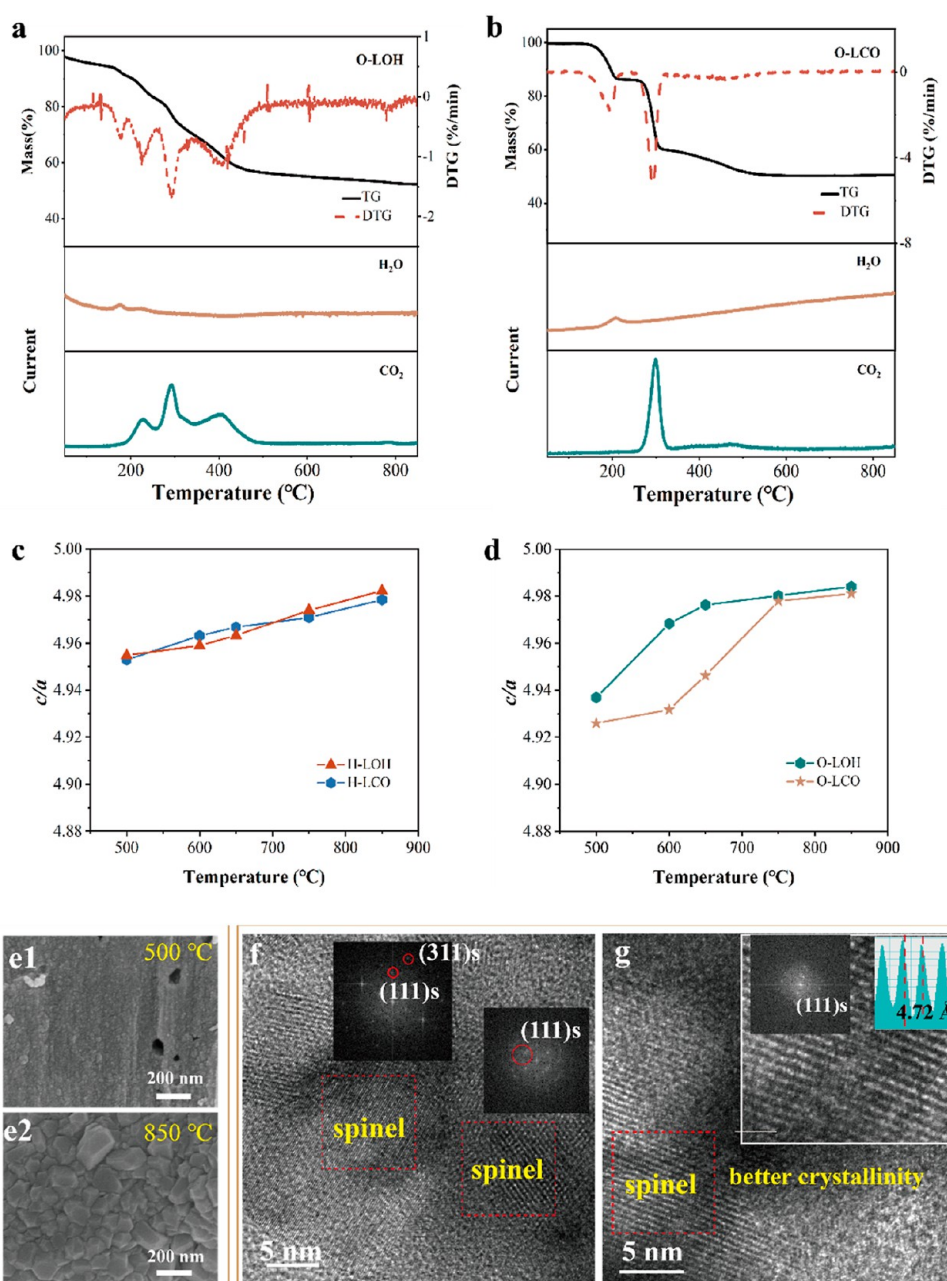 a
O-LOH
100
80
60
40
Mass(%)
1
0
-1
-2
DTG (%/min)
TG
DTG
H2O
CO2
Current
200 400 600 800
Temperature (℃)
b
O-LCO
100
80
60
40
Mass(%)
0
-4
-8
DTG (%/min)
TG
DTG
H2O
CO2
Current
200 400 600 800
Temperature (℃)
c
5.00
4.98
4.96
4.94
4.92
4.90
4.88
c/a
H-LOH
H-LCO
500 600 700 800 900
Temperature (℃)
d
5.00
4.98
4.96
4.94
4.92
4.90
4.88
c/a
O-LOH
O-LCO
500 600 700 800 900
Temperature (℃)
e1
500 ℃
200 nm
e2
850 ℃
200 nm
f
(311)s
(111)s
(111)s
spinel
spinel
5 nm
g
(111)s
4.72 Å
spinel
better crystallinity
5 nm